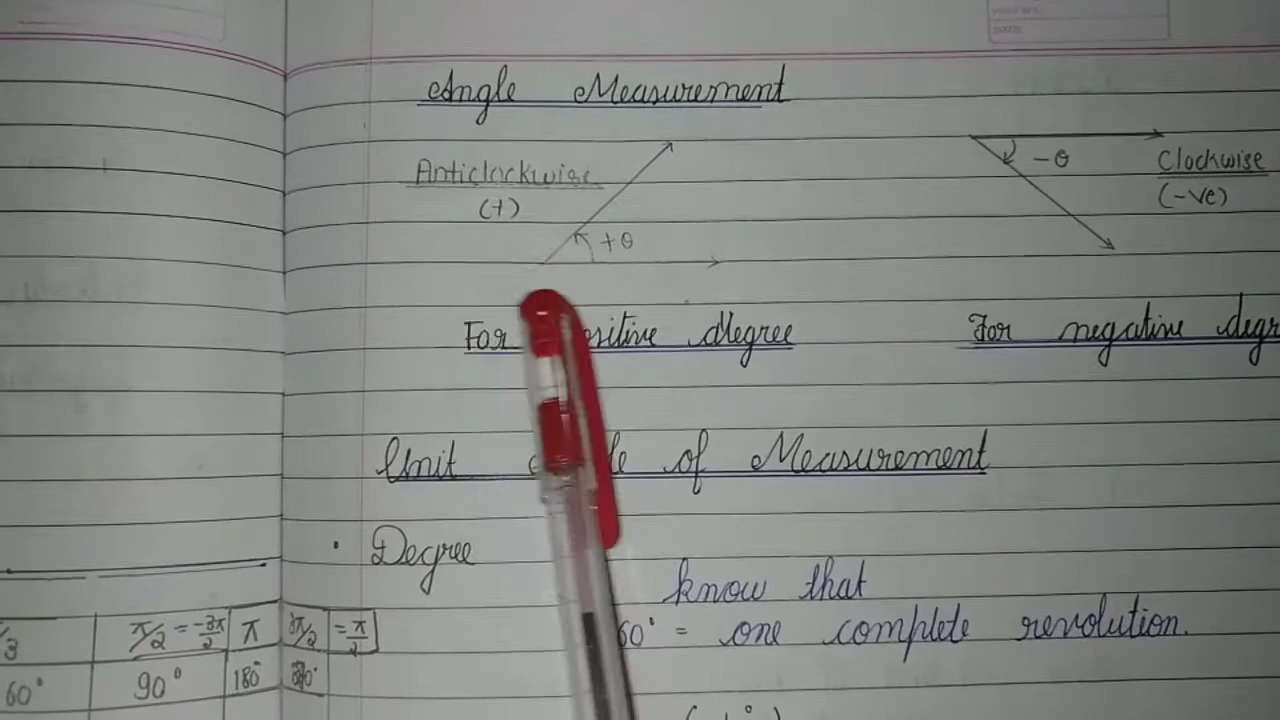 Angle Measurement
Anticlockwise
(+)
+θ
-θ
Clockwise
(-ve)
For positive degree
For negative degr
Unit of Measurement
• Degree
know that
60° = one complete revolution.
/3 π/2 = -3π/2 π 3π/2 = π/2
60° 90° 180°